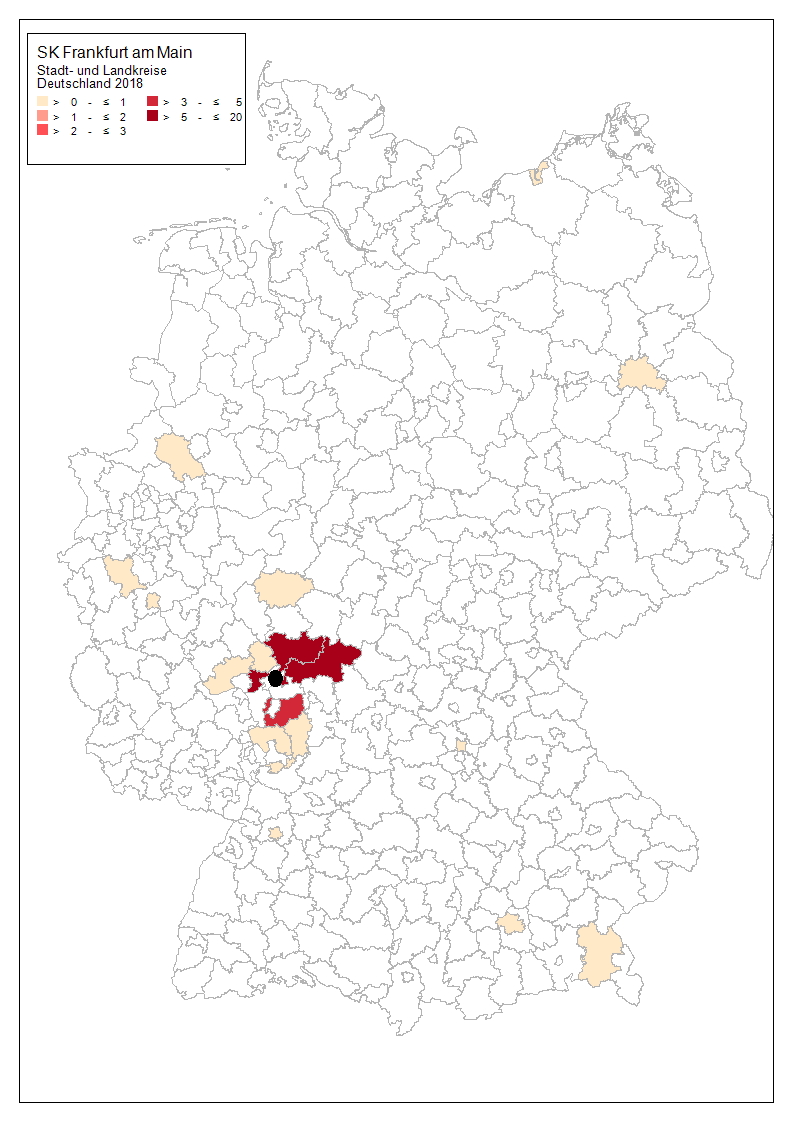 SK Frankfurt am Main
Stadt- und Landkreise
Deutschland 2018
> 0 - ≤ 1 > 3 - ≤ 5
> 1 - ≤ 2 > 5 - ≤ 20
> 2 - ≤ 3